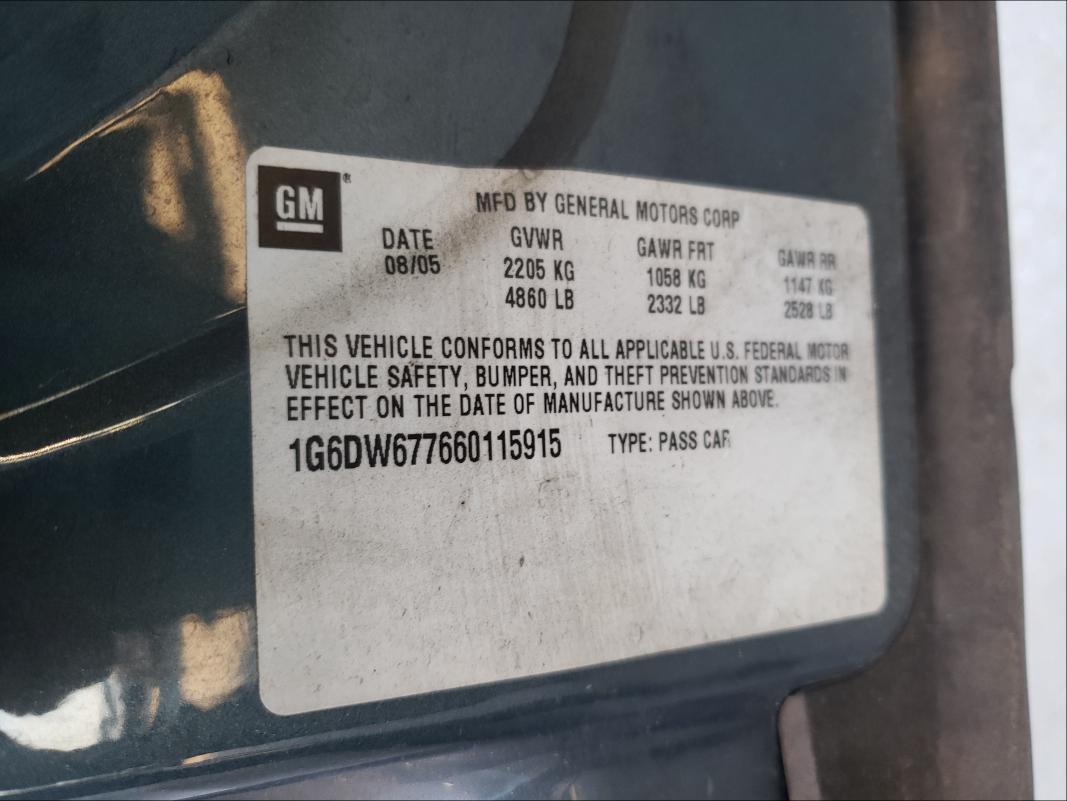 GM®
MFD BY GENERAL MOTORS CORP
DATE GVWR GAWR FRT GAWR RR
08/05 2205 KG 1058 KG 1147 KG
4860 LB 2332 LB 2528 LB
THIS VEHICLE CONFORMS TO ALL APPLICABLE U.S. FEDERAL MOTOR
VEHICLE SAFETY, BUMPER, AND THEFT PREVENTION STANDARDS IN
EFFECT ON THE DATE OF MANUFACTURE SHOWN ABOVE.
1G6DW677660115915 TYPE: PASS CAR